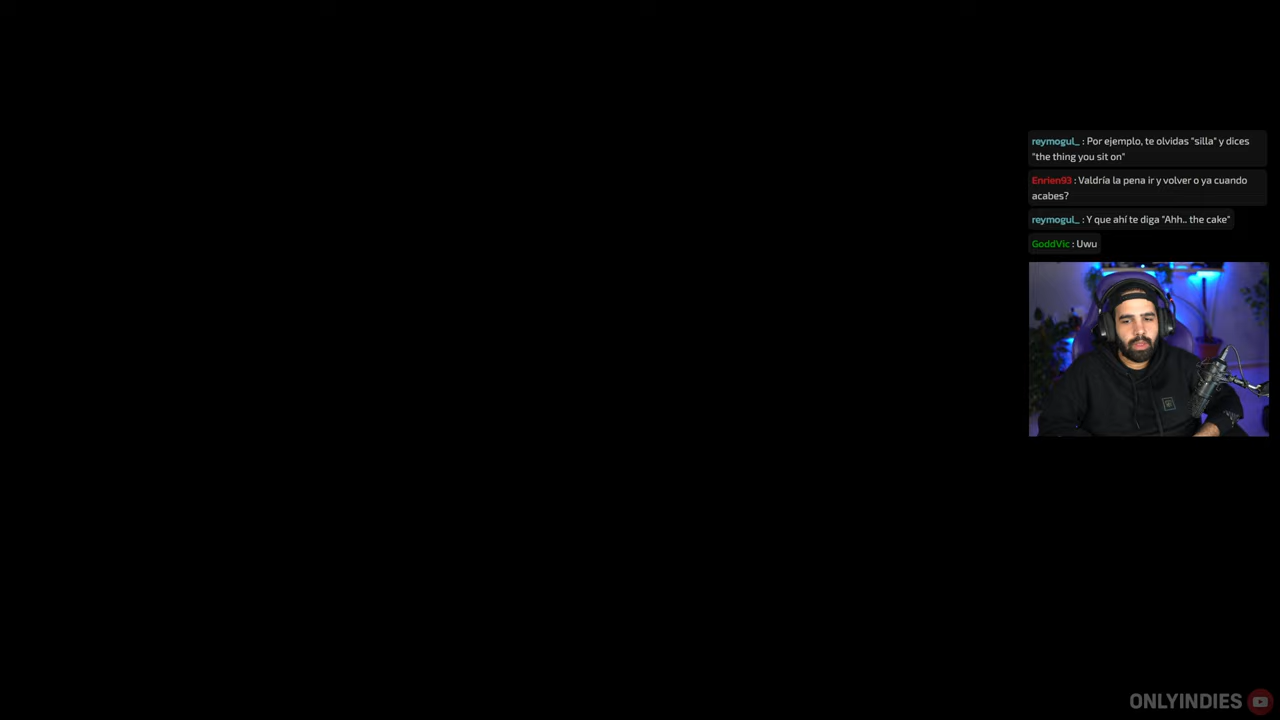 reymogul_ : Por ejemplo, te olvidas "silla" y dices
"the thing you sit on"
Enrien93 : Valdría la pena ir y volver o ya cuando
acabes?
reymogul_ : Y que ahí te diga "Ahh.. the cake"
GoddVic : Uwu
ONLYINDIES